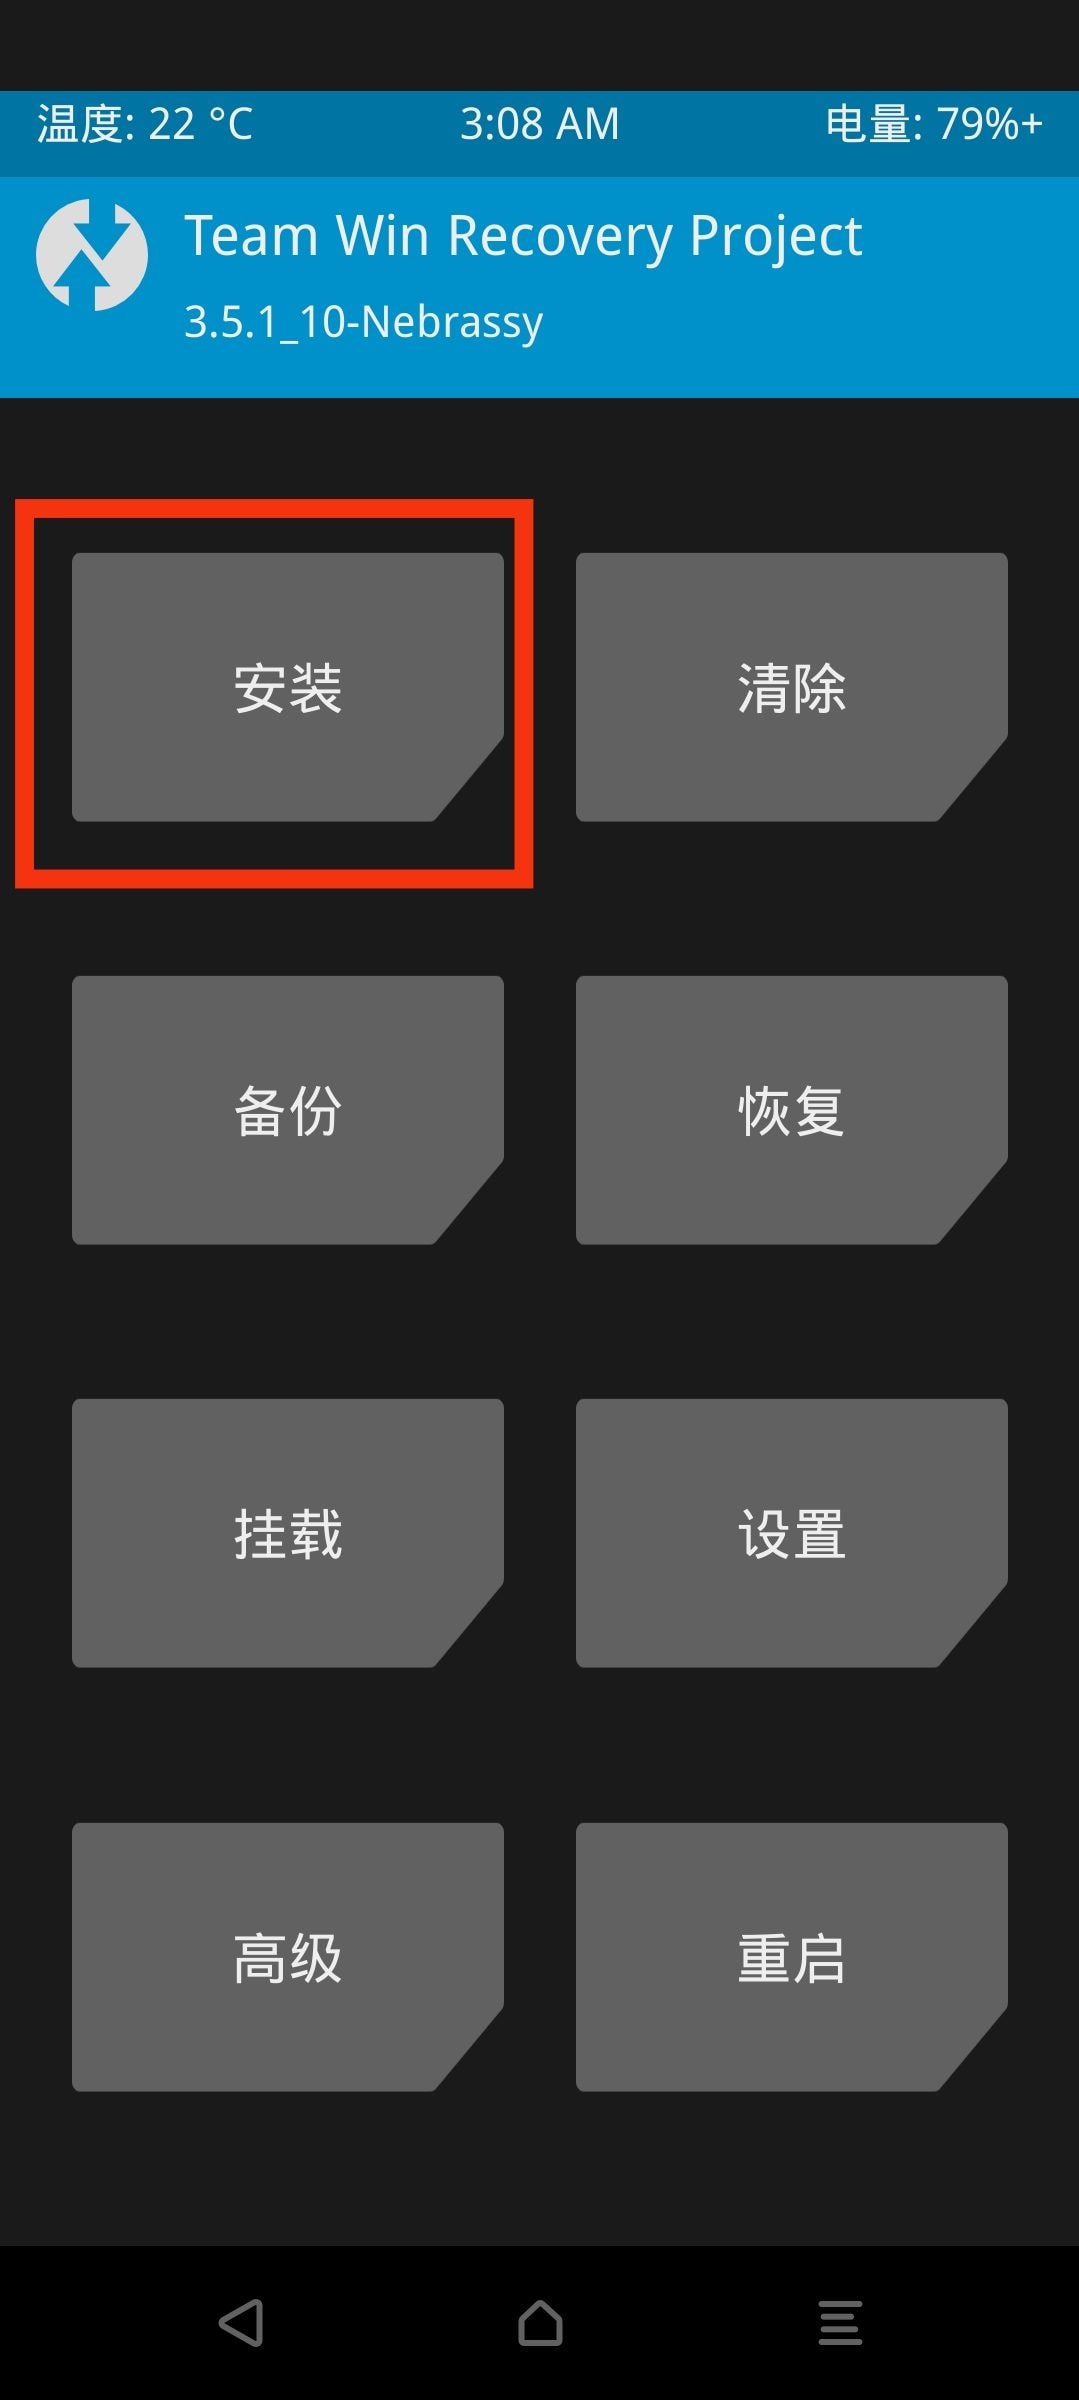 温度: 22 °C 3:08 AM 电量: 79%+
Team Win Recovery Project
3.5.1_10-Nebrassy
安装 清除
备份 恢复
挂载 设置
高级 重启